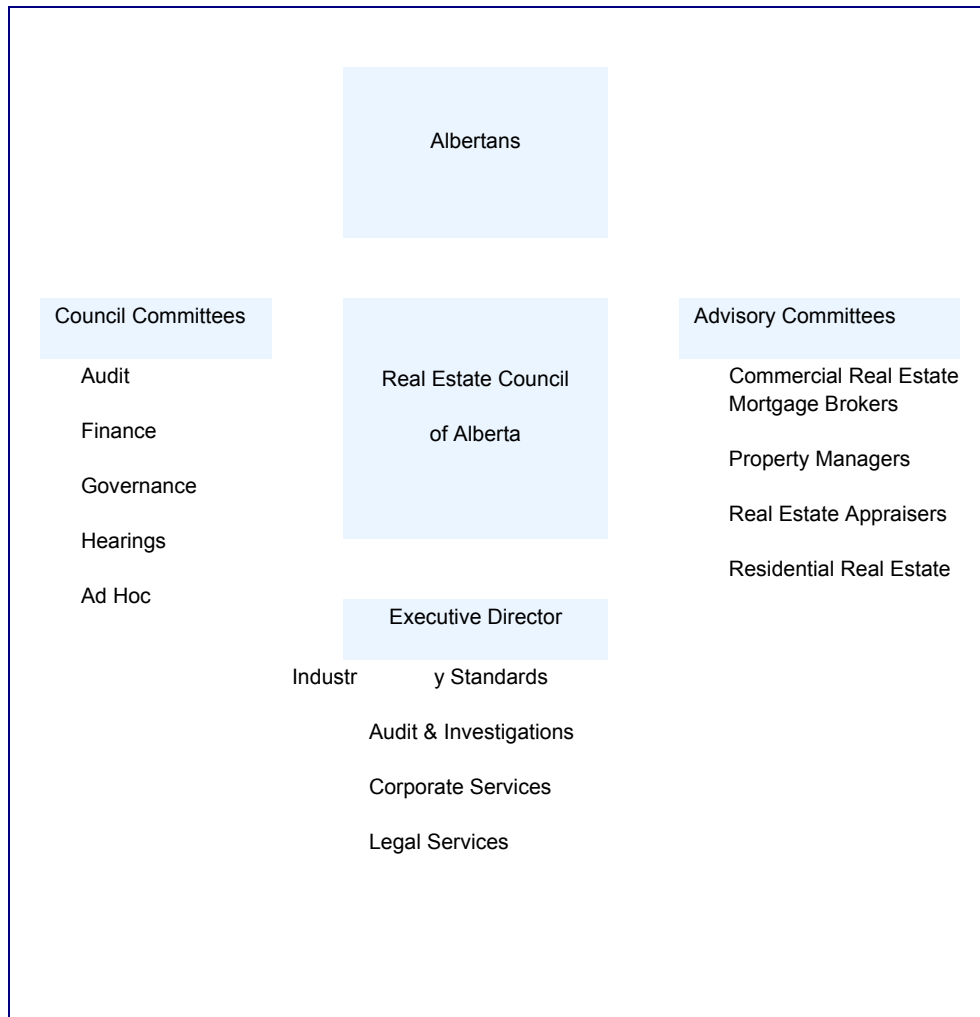 Albertans
Council Committees
Audit
Finance
Governance
Hearings
Ad Hoc
Real Estate Council
of Alberta
Advisory Committees
Commercial Real Estate
Mortgage Brokers
Property Managers
Real Estate Appraisers
Residential Real Estate
Executive Director
Industr y Standards
Audit & Investigations
Corporate Services
Legal Services